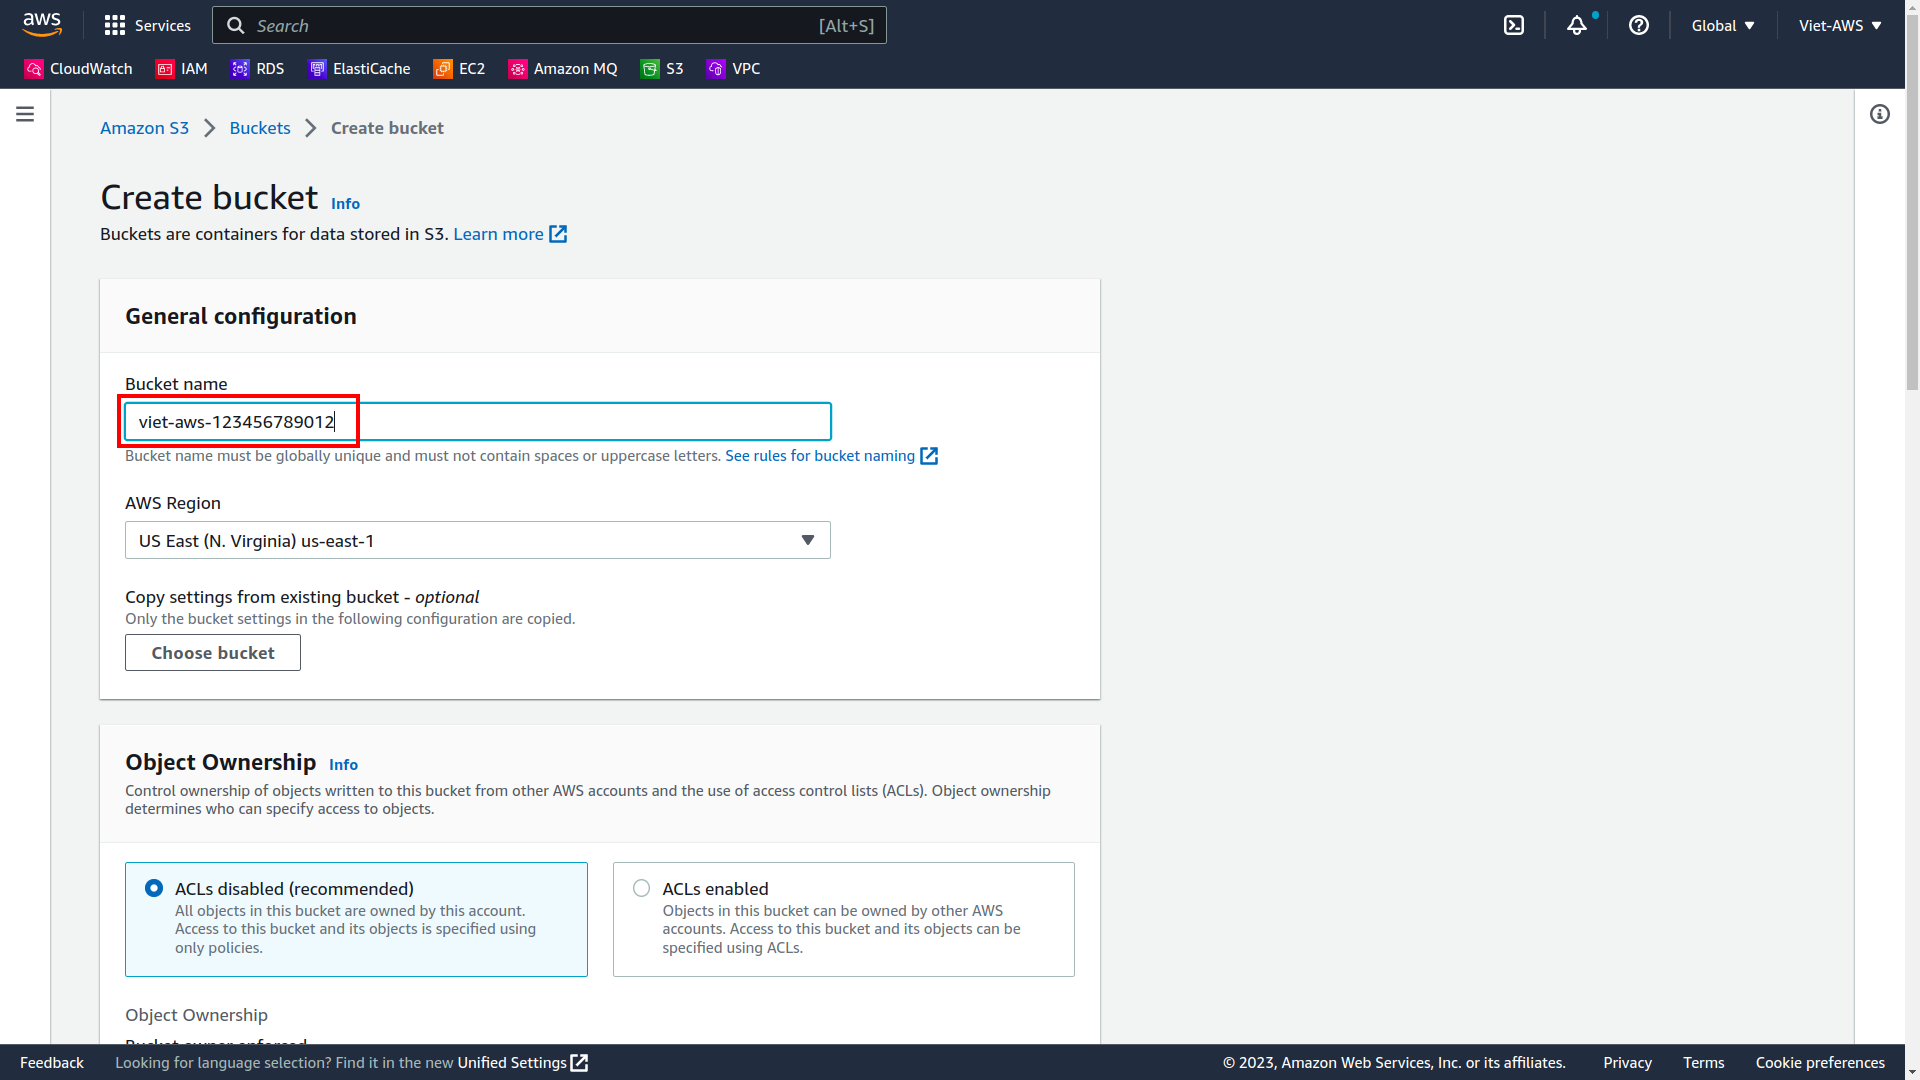 aws
Services
Search
[Alt+S]
Global
Viet-AWS
CloudWatch
IAM
RDS
ElastiCache
EC2
Amazon MQ
S3
VPC
Amazon S3
Buckets
Create bucket
Create bucket
Info
Buckets are containers for data stored in S3. Learn more
General configuration
Bucket name
viet-aws-123456789012
Bucket name must be globally unique and must not contain spaces or uppercase letters. See rules for bucket naming
AWS Region
US East (N. Virginia) us-east-1
Copy settings from existing bucket - optional
Only the bucket settings in the following configuration are copied.
Choose bucket
Object Ownership
Info
Control ownership of objects written to this bucket from other AWS accounts and the use of access control lists (ACLs). Object ownership
determines who can specify access to objects.
ACLs disabled (recommended)
All objects in this bucket are owned by this account.
Access to this bucket and its objects is specified using
only policies.
ACLs enabled
Objects in this bucket can be owned by other AWS
accounts. Access to this bucket and its objects can be
specified using ACLs.
Object Ownership
Bucket owner enforced
Feedback
Looking for language selection? Find it in the new Unified Settings
© 2023, Amazon Web Services, Inc. or its affiliates.
Privacy
Terms
Cookie preferences